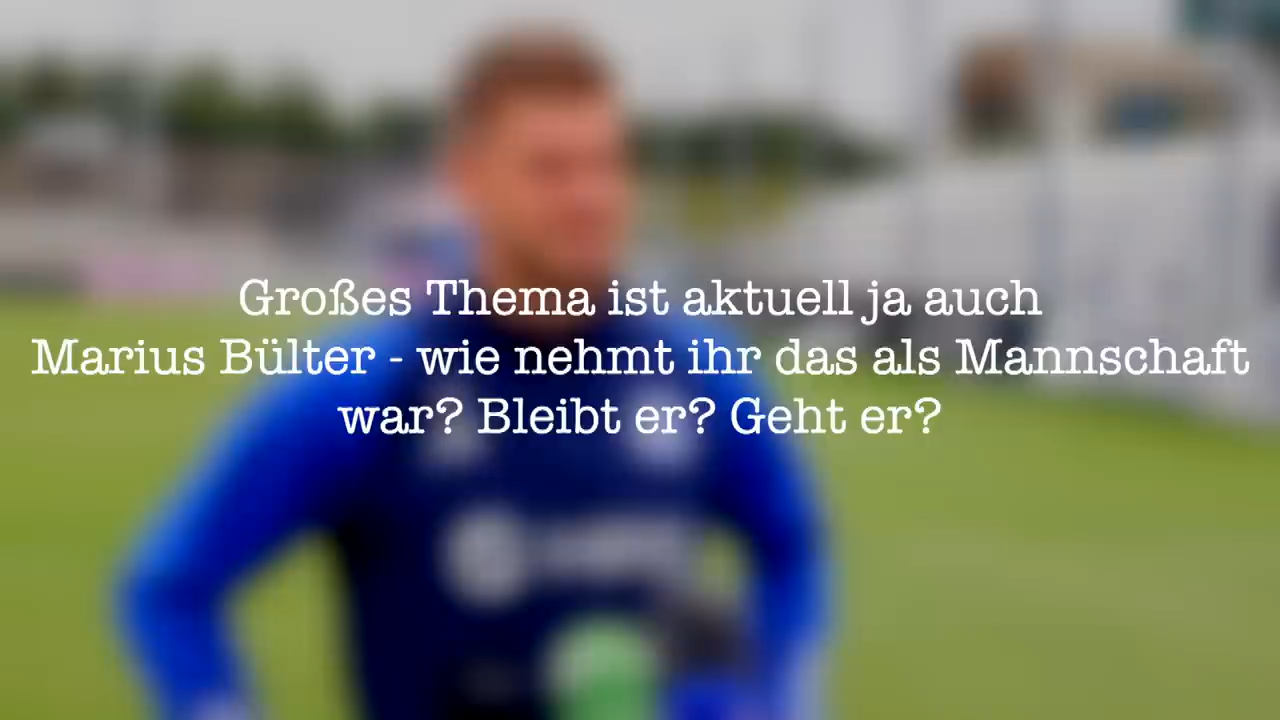 Großes Thema ist aktuell ja auch
Marius Bülter - wie nehmt ihr das als Mannschaft
war? Bleibt er? Geht er?